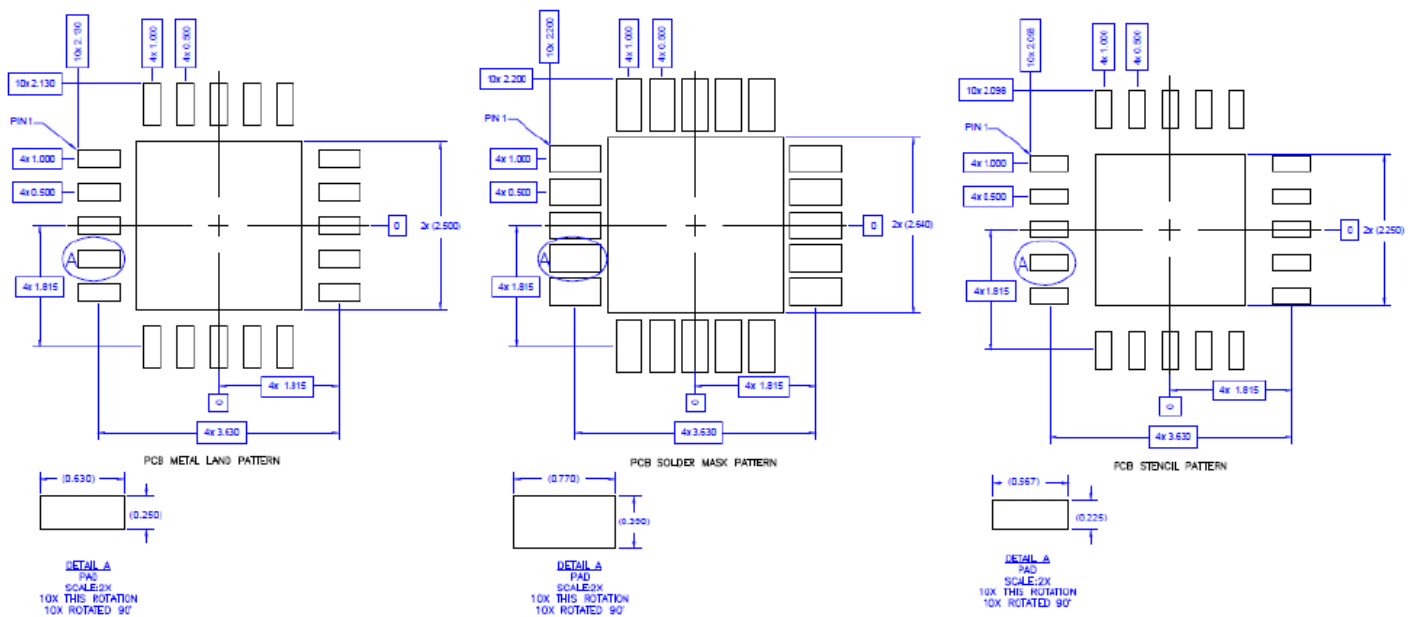 10x 2.130
4x 1.000
4x 0.500
10x 2.130
PIN 1
4x 1.000
4x 0.500
A
4x 1.815
0
2x (2.500)
4x 1.815
0
4x 3.630
PCB METAL LAND PATTERN
(0.630)
(0.250)
DETAIL A
PAD
SCALE:2X
10X THIS ROTATION
10X ROTATED 90°
10x 2.200
4x 1.000
4x 0.500
10x 2.200
PIN 1
4x 1.000
4x 0.500
A
4x 1.815
0
2x (2.640)
4x 1.815
0
4x 3.630
PCB SOLDER MASK PATTERN
(0.770)
(0.390)
DETAIL A
PAD
SCALE:2X
10X THIS ROTATION
10X ROTATED 90°
10x 2.098
4x 1.000
4x 0.500
10x 2.098
PIN 1
4x 1.000
4x 0.500
A
4x 1.815
0
2x (2.250)
4x 1.815
0
4x 3.630
PCB STENCIL PATTERN
(0.567)
(0.225)
DETAIL A
PAD
SCALE:2X
10X THIS ROTATION
10X ROTATED 90°